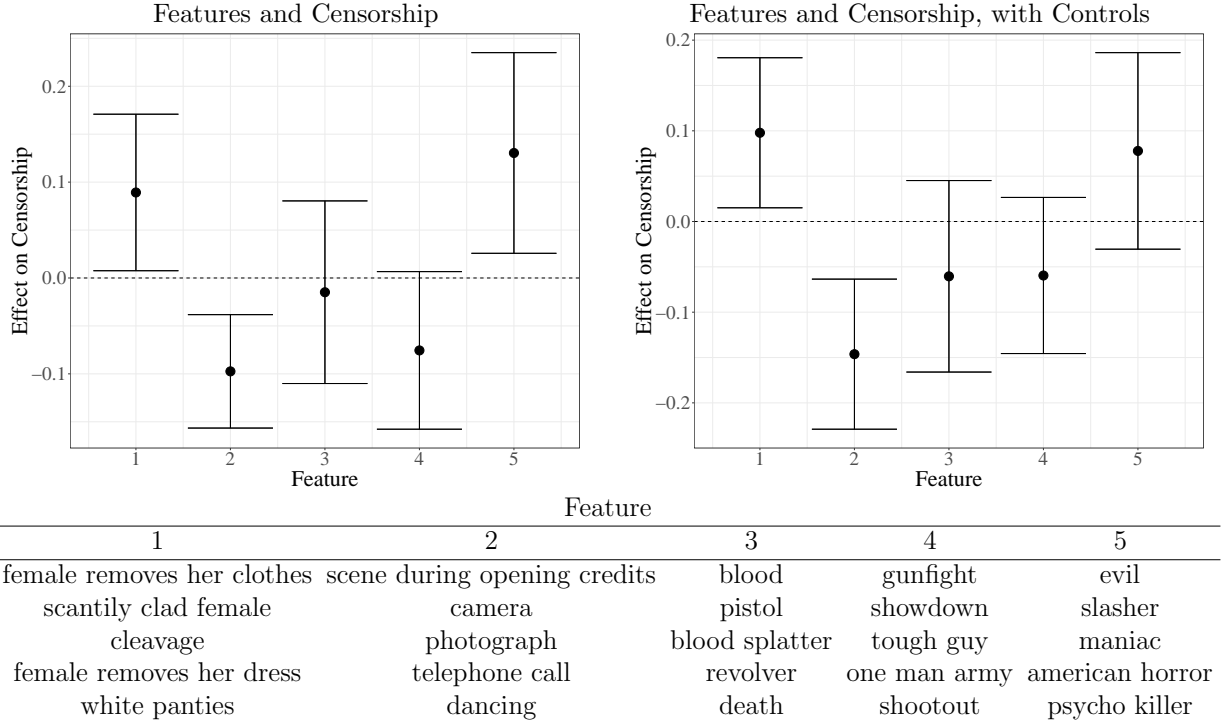 Features and Censorship
Effect on Censorship
0.2
0.1
0.0
−0.1
1 2 3 4 5
Feature
Features and Censorship, with Controls
Effect on Censorship
0.2
0.1
0.0
−0.1
−0.2
1 2 3 4 5
Feature
Feature
1 2 3 4 5
female removes her clothes scene during opening credits blood gunfight evil
scantily clad female camera pistol showdown slasher
cleavage photograph blood splatter tough guy maniac
female removes her dress telephone call revolver one man army american horror
white panties dancing death shootout psycho killer